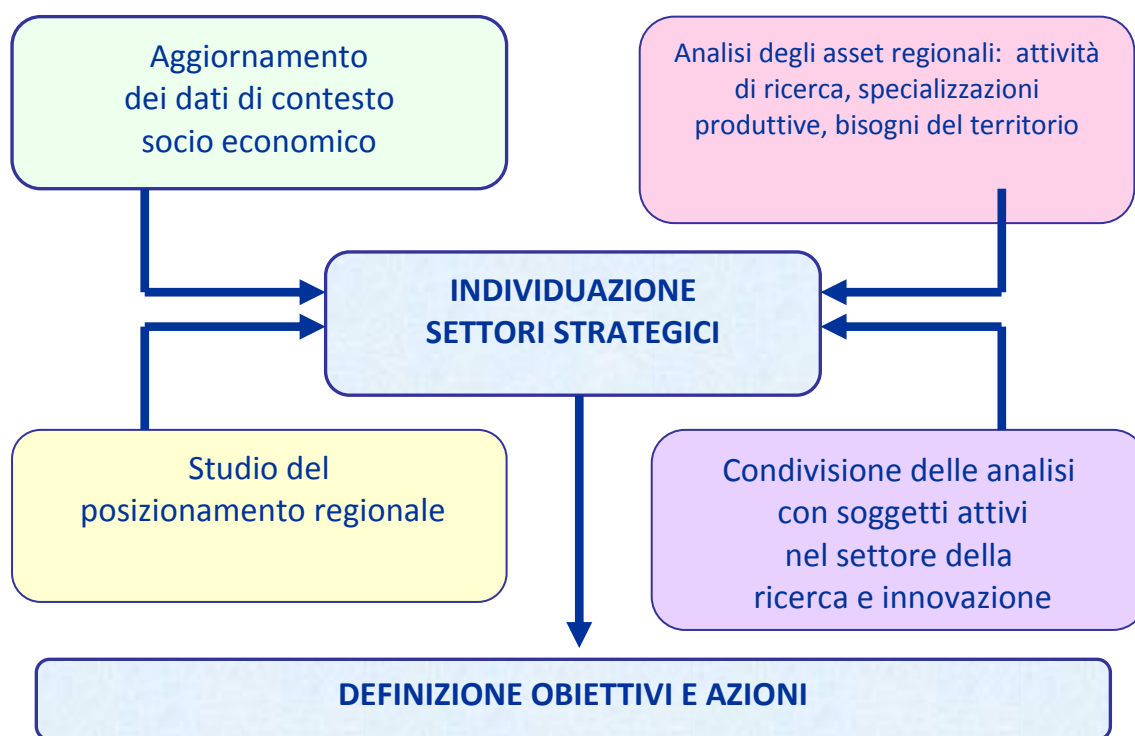 Aggiornamento
dei dati di contesto
socio economico
Analisi degli asset regionali: attività
di ricerca, specializzazioni
produttive, bisogni del territorio
INDIVIDUAZIONE
SETTORI STRATEGICI
Studio del
posizionamento regionale
Condivisione delle analisi
con soggetti attivi
nel settore della
ricerca e innovazione
DEFINIZIONE OBIETTIVI E AZIONI